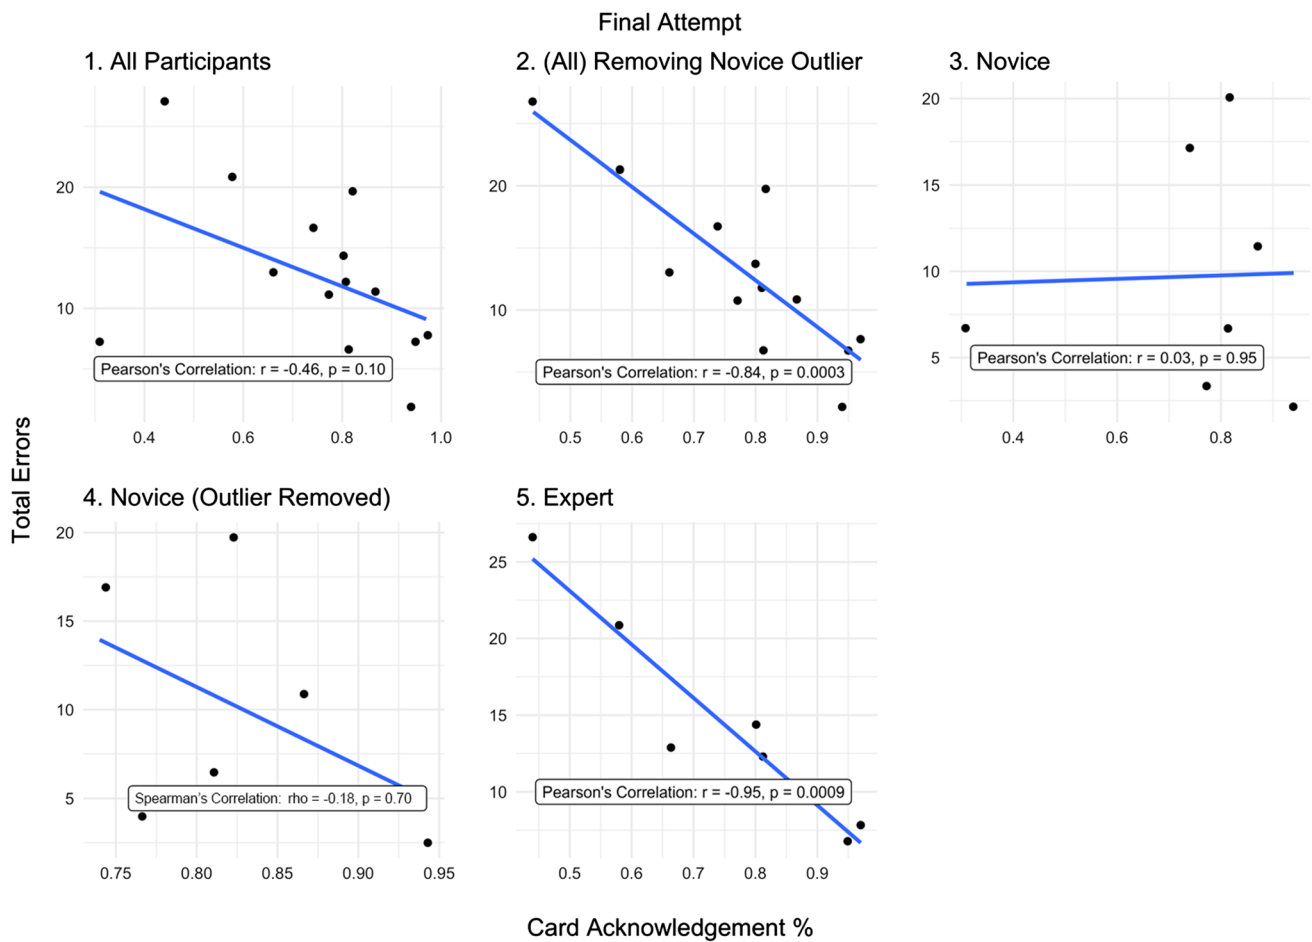 Final Attempt
1. All Participants
2. (All) Removing Novice Outlier
3. Novice
20
10
Pearson's Correlation: r = -0.46, p = 0.10
0.4 0.6 0.8 1.0
20
10
Pearson's Correlation: r = -0.84, p = 0.0003
0.5 0.6 0.7 0.8 0.9
20
15
10
5
Pearson's Correlation: r = 0.03, p = 0.95
0.4 0.6 0.8
Total Errors
4. Novice (Outlier Removed)
5. Expert
20
15
10
5
Spearman's Correlation: rho = -0.18, p = 0.70
0.75 0.80 0.85 0.90 0.95
25
20
15
10
Pearson's Correlation: r = -0.95, p = 0.0009
0.5 0.6 0.7 0.8 0.9
Card Acknowledgement %